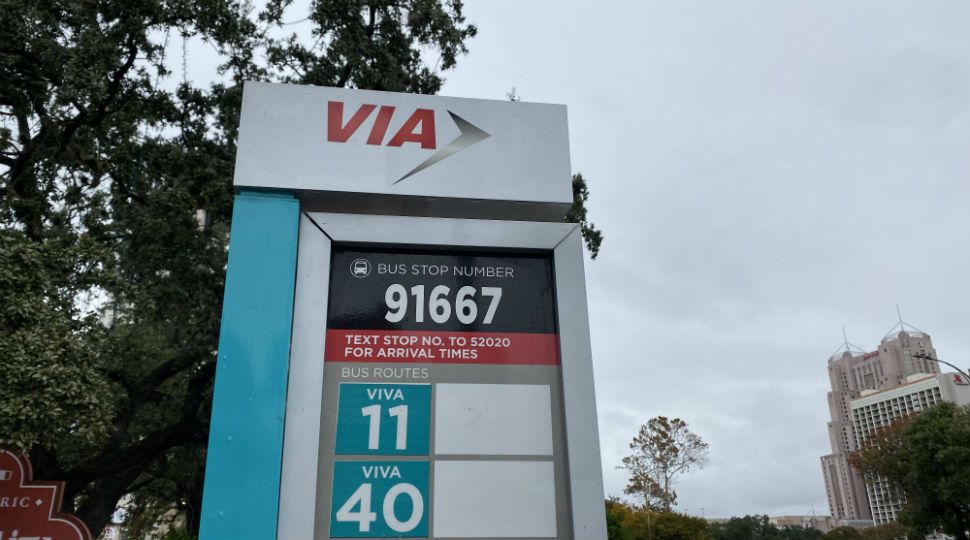 VIA
BUS STOP NUMBER
91667
TEXT STOP NO. TO 52020
FOR ARRIVAL TIMES
BUS ROUTES
VIVA
11
VIVA
40
RIC